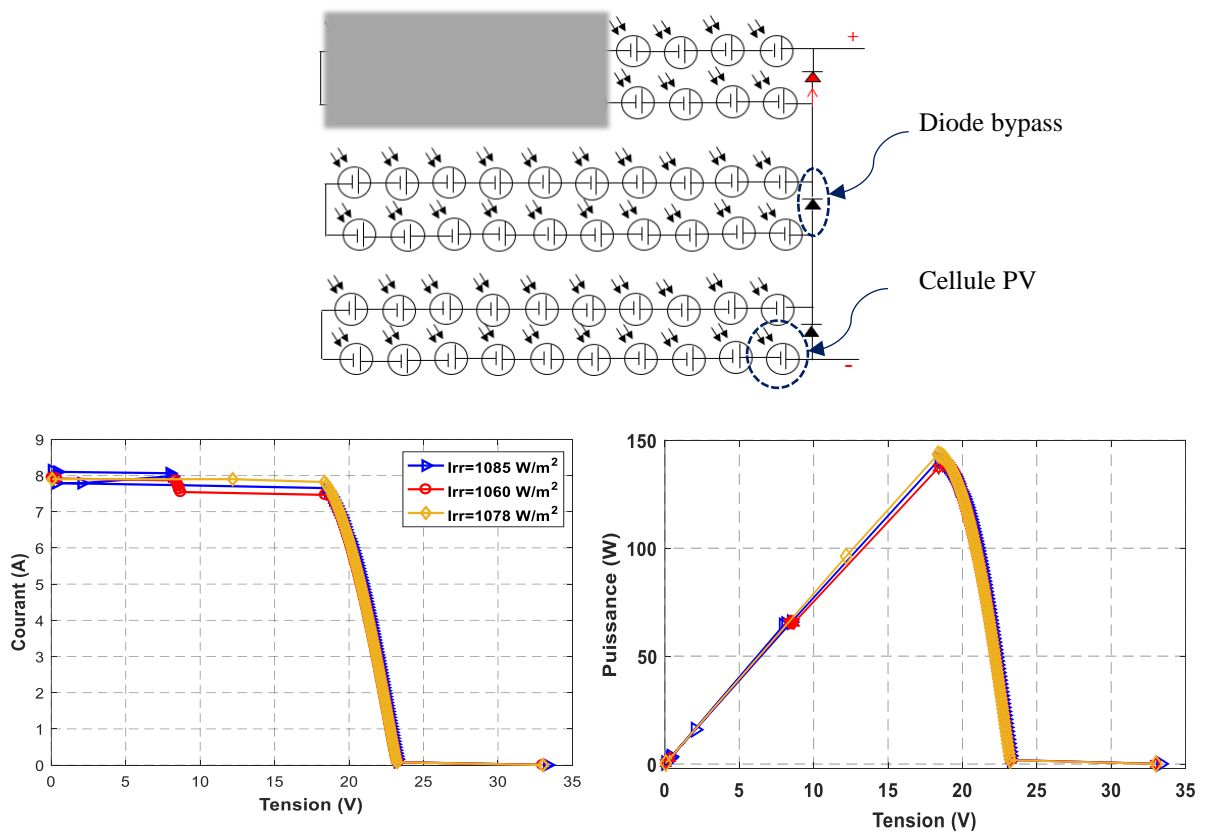 +
Diode bypass
Cellule PV
-
9
8
7
6
5
4
3
2
1
0
0 5 10 15 20 25 30 35
Courant (A)
Tension (V)
Irr=1085 W/m²
Irr=1060 W/m²
Irr=1078 W/m²
150
100
50
0
0 5 10 15 20 25 30 35
Puissance (W)
Tension (V)